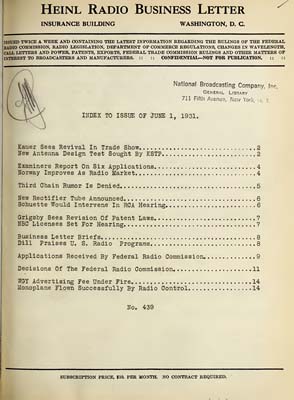 HEINL RADIO BUSINESS LETTER
INSURANCE BUILDING WASHINGTON, D. C.
ISSUED TWICE A WEEK AND CONTAINING THE LATEST INFORMATION REGARDING THE RULINGS OF THE FEDERAL
RADIO COMMISSION, RADIO LEGISLATION, DEPARTMENT OF COMMERCE REGULATIONS, CHANGES IN WAVELENGTH,
CALL LETTERS AND POWER, PATENTS, EXPORTS, FEDERAL TRADE COMMISSION RULINGS AND OTHER MATTERS OF
INTEREST TO BROADCASTERS AND MANUFACTURERS. :: :: CONFIDENTIAL—NOT FOR PUBLICATION. :: ::
National Broadcasting Company, Inc.
GENERAL LIBRARY
711 Fifth Avenue, New York,
INDEX TO ISSUE OF JUNE 1, 1931.
Kauer Sees Revival In Trade Show...2
New Antenna Design Test Sought By KSTP...2
Examiners Report On Six Applications...4
Norway Improves As Radio Market...4
Third Chain Rumor Is Denied...5
New Rectifier Tube Announced...6
Schuette Would Intervene In RCA Hearing...6
Grigsby Sees Revision Of Patent Laws...7
NBC Licenses Set For Hearing...7
Business Letter Briefs...8
Dill Praises U. S. Radio Programs...8
Applications Received By Federal Radio Commission...9
Decisions Of The Federal Radio Commission...11
Advertising Fee Under Fire...14
Monoplane Flown Successfully By Radio Control...14
No. 439
SUBSCRIPTION PRICE, $10. PER MONTH. NO CONTRACT REQUIRED.